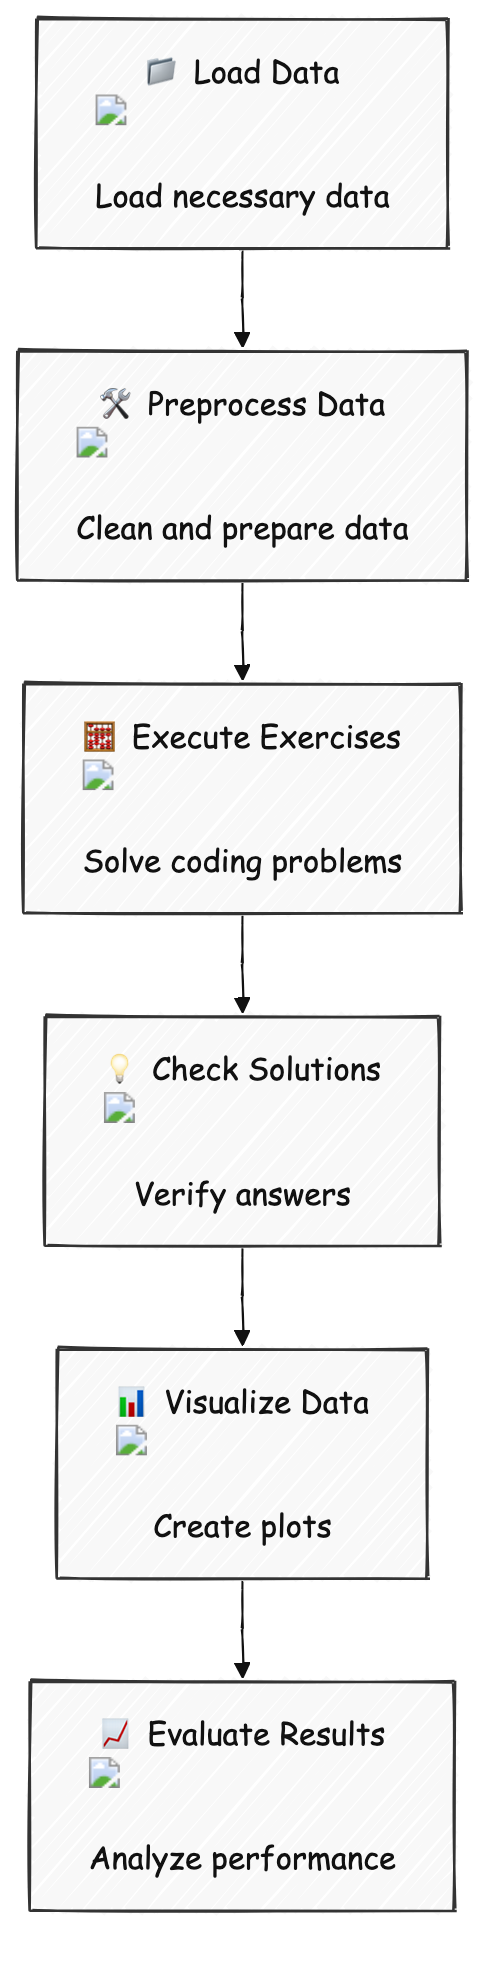 Load Data
Load necessary data
Preprocess Data
Clean and prepare data
Execute Exercises
Solve coding problems
Check Solutions
Verify answers
Visualize Data
Create plots
Evaluate Results
Analyze performance